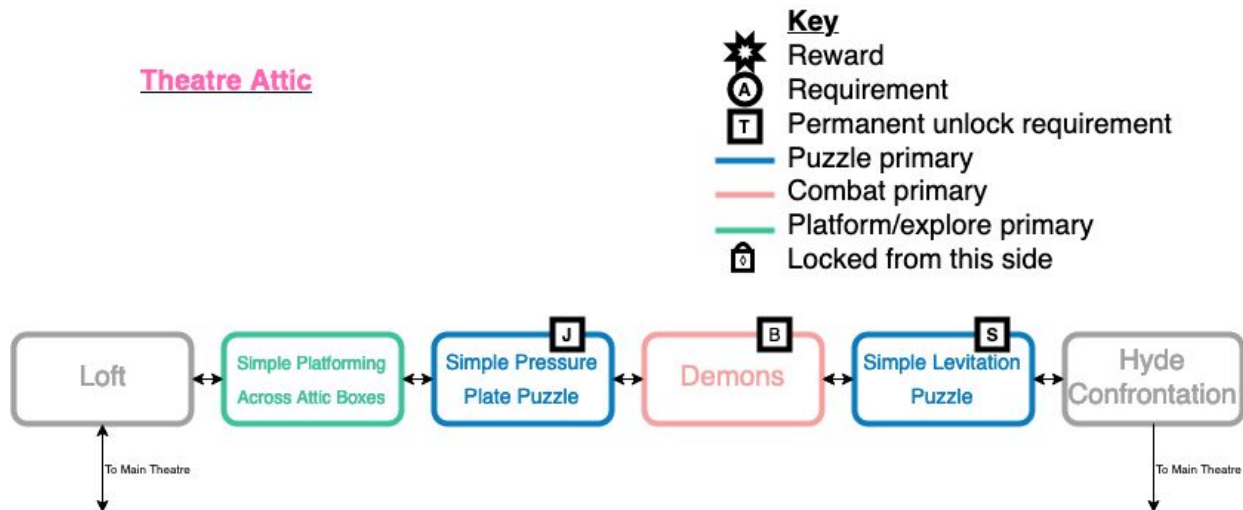 Key
Reward
A
Requirement
T
Permanent unlock requirement
Puzzle primary
Combat primary
Platform/explore primary
Locked from this side
Theatre Attic
Loft
Simple Platforming
Across Attic Boxes
J
Simple Pressure
Plate Puzzle
B
Demons
S
Simple Levitation
Puzzle
Hyde
Confrontation
To Main Theatre
To Main Theatre